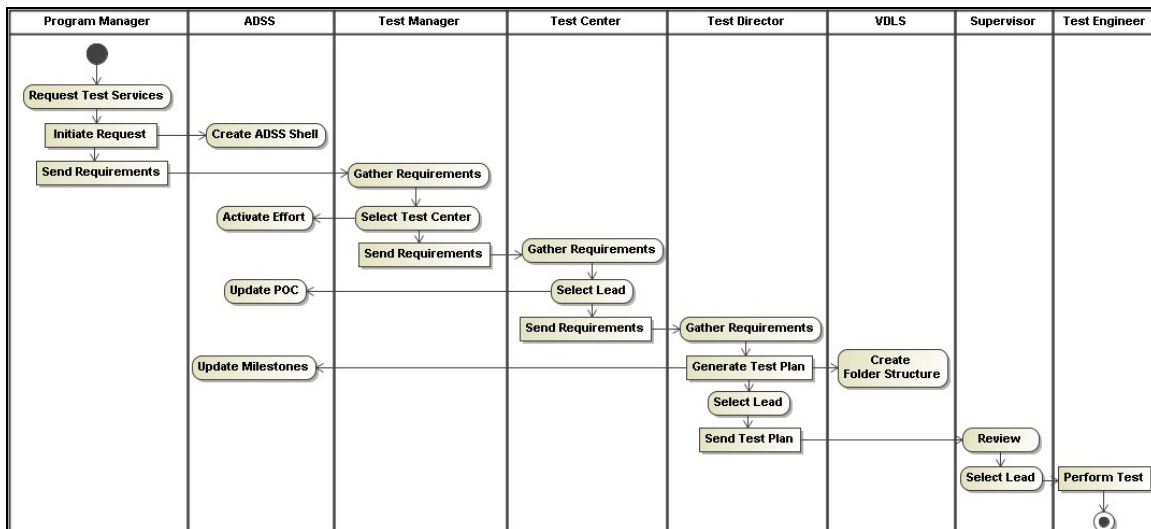 Program Manager
ADSS
Test Manager
Test Center
Test Director
VDLS
Supervisor
Test Engineer
Request Test Services
Initiate Request
Create ADSS Shell
Send Requirements
Gather Requirements
Activate Effort
Select Test Center
Send Requirements
Gather Requirements
Update POC
Select Lead
Send Requirements
Gather Requirements
Update Milestones
Generate Test Plan
Create
Folder Structure
Select Lead
Send Test Plan
Review
Select Lead
Perform Test